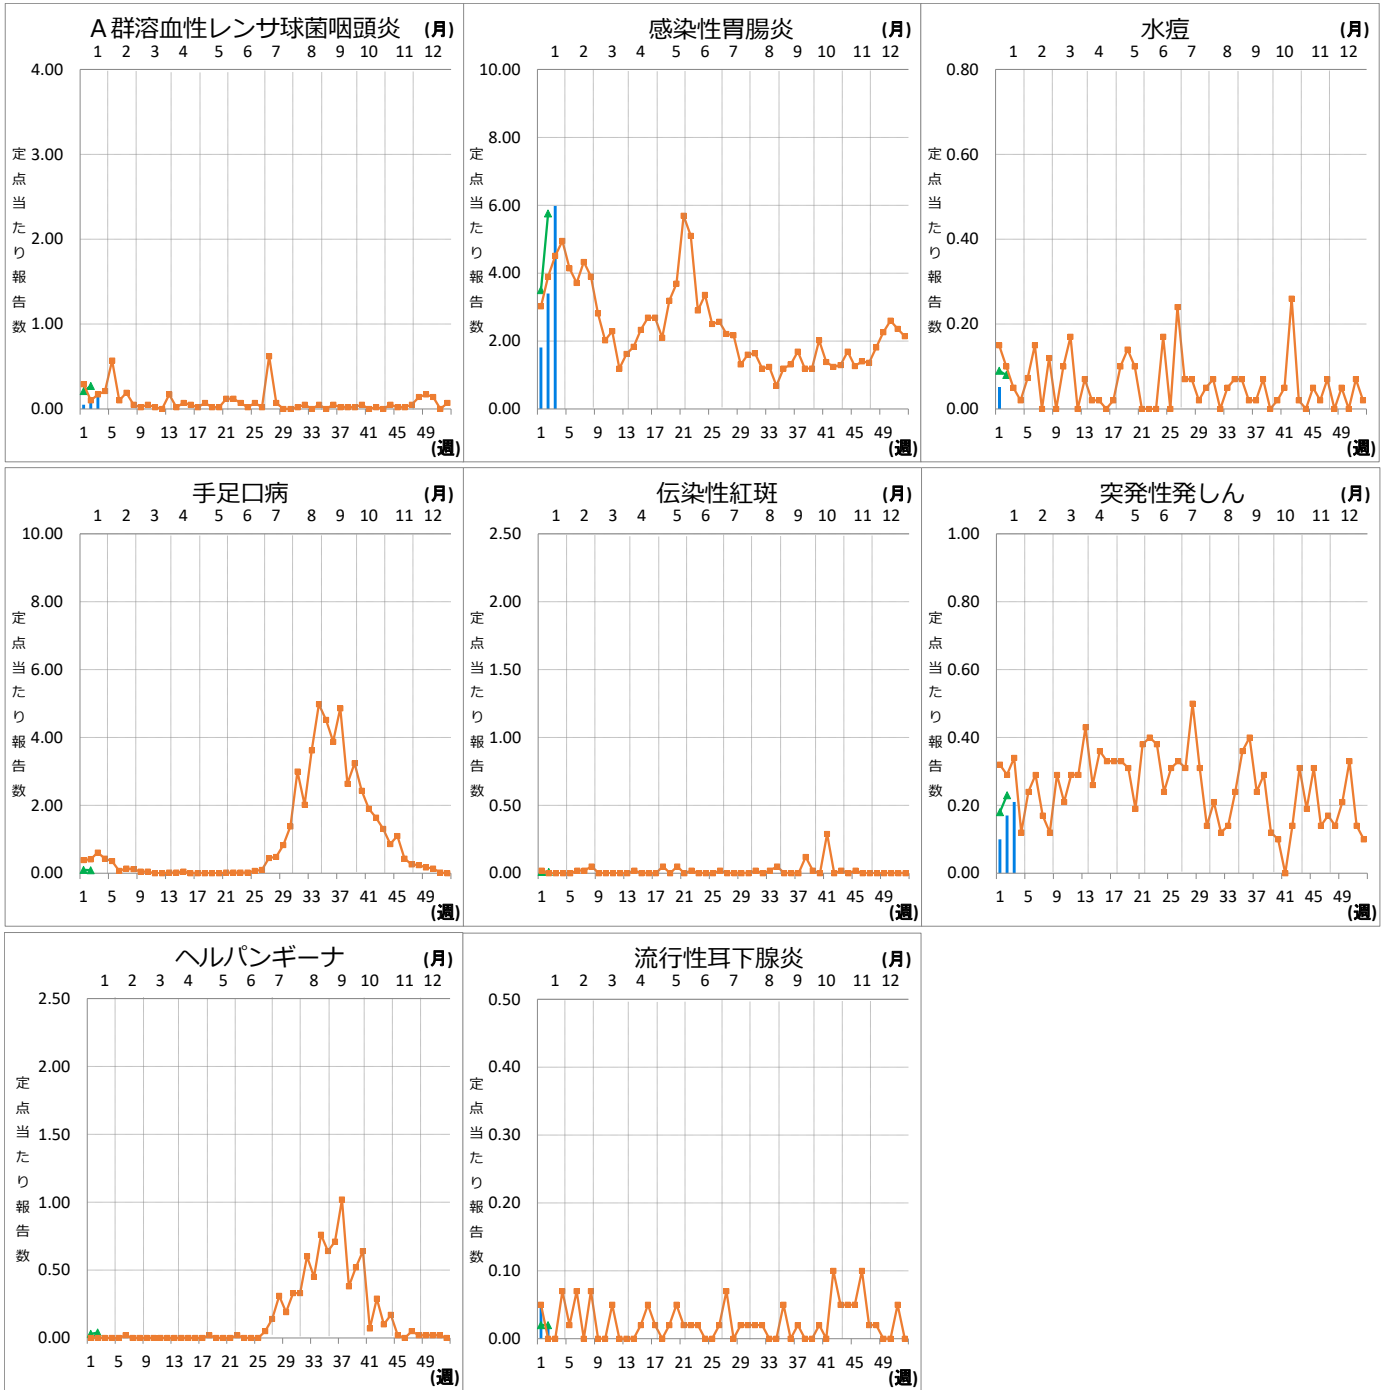 A群溶血性レンサ球菌咽頭炎 (月)
1 2 3 4 5 6 7 8 9 10 11 12
4.00
3.00
2.00
1.00
0.00
定点当たり報告数
1 5 9 13 17 21 25 29 33 37 41 45 49
(週)
感染性胃腸炎 (月)
1 2 3 4 5 6 7 8 9 10 11 12
10.00
8.00
6.00
4.00
2.00
0.00
定点当たり報告数
1 5 9 13 17 21 25 29 33 37 41 45 49
(週)
水痘 (月)
1 2 3 4 5 6 7 8 9 10 11 12
0.80
0.60
0.40
0.20
0.00
定点当たり報告数
1 5 9 13 17 21 25 29 33 37 41 45 49
(週)
手足口病 (月)
1 2 3 4 5 6 7 8 9 10 11 12
10.00
8.00
6.00
4.00
2.00
0.00
定点当たり報告数
1 5 9 13 17 21 25 29 33 37 41 45 49
(週)
伝染性紅斑 (月)
1 2 3 4 5 6 7 8 9 10 11 12
2.50
2.00
1.50
1.00
0.50
0.00
定点当たり報告数
1 5 9 13 17 21 25 29 33 37 41 45 49
(週)
突発性発しん (月)
1 2 3 4 5 6 7 8 9 10 11 12
1.00
0.80
0.60
0.40
0.20
0.00
定点当たり報告数
1 5 9 13 17 21 25 29 33 37 41 45 49
(週)
ヘルパンギーナ (月)
1 2 3 4 5 6 7 8 9 10 11 12
2.50
2.00
1.50
1.00
0.50
0.00
定点当たり報告数
1 5 9 13 17 21 25 29 33 37 41 45 49
(週)
流行性耳下腺炎 (月)
1 2 3 4 5 6 7 8 9 10 11 12
0.50
0.40
0.30
0.20
0.10
0.00
定点当たり報告数
1 5 9 13 17 21 25 29 33 37 41 45 49
(週)